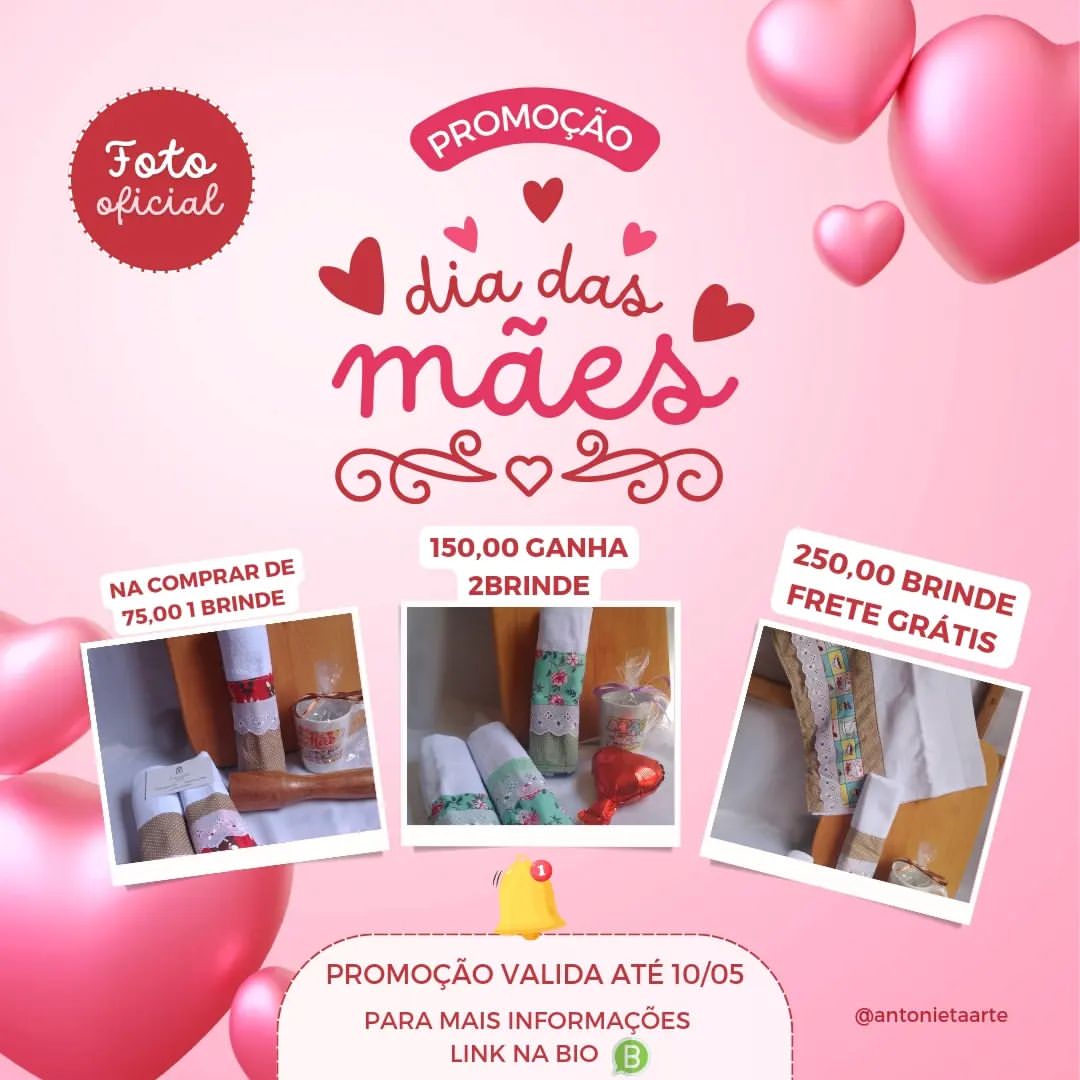 Foto
oficial
PROMOÇÃO
dia das
mães
NA COMPRAR DE
75,00 1 BRINDE
150,00 GANHA
2BRINDE
250,00 BRINDE
FRETE GRÁTIS
1
PROMOÇÃO VALIDA ATÉ 10/05
PARA MAIS INFORMAÇÕES
LINK NA BIO
B
@antonietaarte